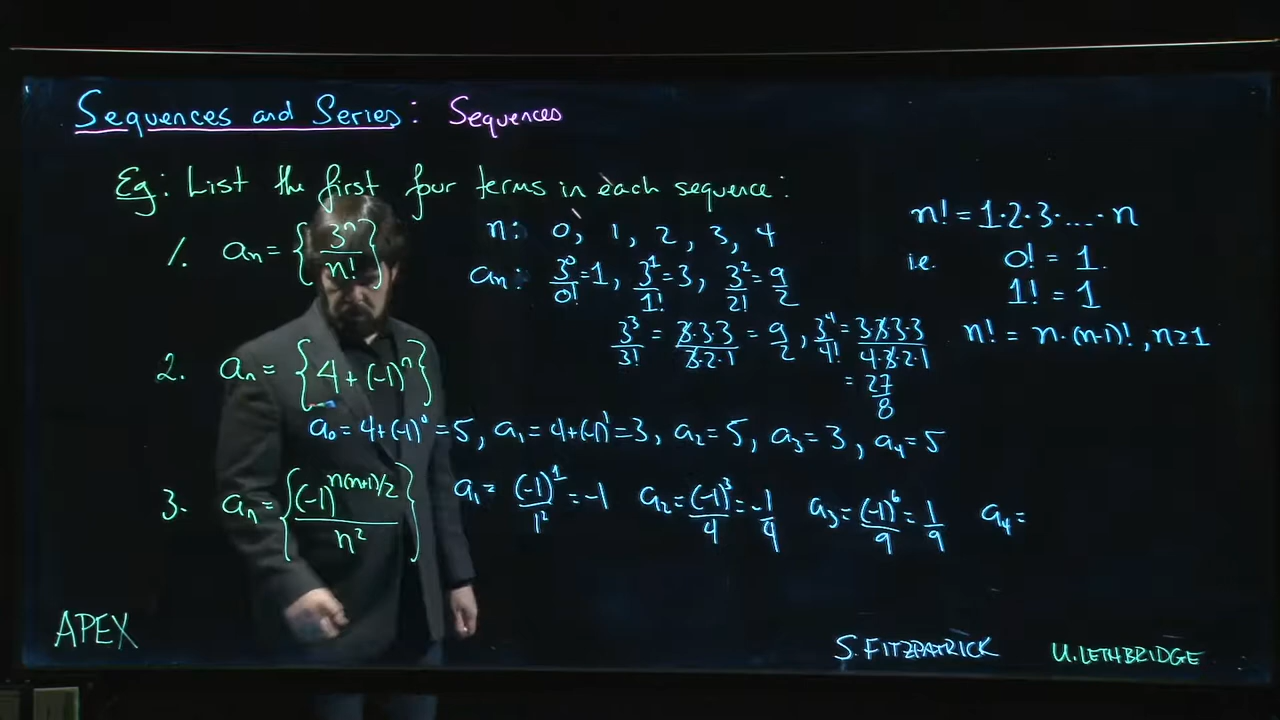 Sequences and Series: Sequences
Eg: List the first four terms in each sequence:
n! = 1·2·3·...·n
1. aₙ = {3ⁿ/n!}
n: 0, 1, 2, 3, 4
i.e. 0! = 1.
aₙ: 3⁰/0! = 1, 3¹/1! = 3, 3²/2! = 9/2
1! = 1
3³/3! = 3·3·3/3·2·1 = 9/2, 3⁴/4! = 3·3·3·3/4·3·2·1
n! = n·(n-1)!, n≥1
= 27/8
2. aₙ = {4 + (-1)ⁿ}
a₀ = 4+(-1)⁰ = 5, a₁ = 4+(-1)¹ = 3, a₂ = 5, a₃ = 3, a₄ = 5
3. aₙ = {(-1)^(n(n+1)/2)/n²} a₁ = (-1)¹/1² = -1 a₂ = (-1)³/4 = -1/4 a₃ = (-1)⁶/9 = 1/9 a₄ =
APEX
S. FITZPATRICK
U. LETHBRIDGE